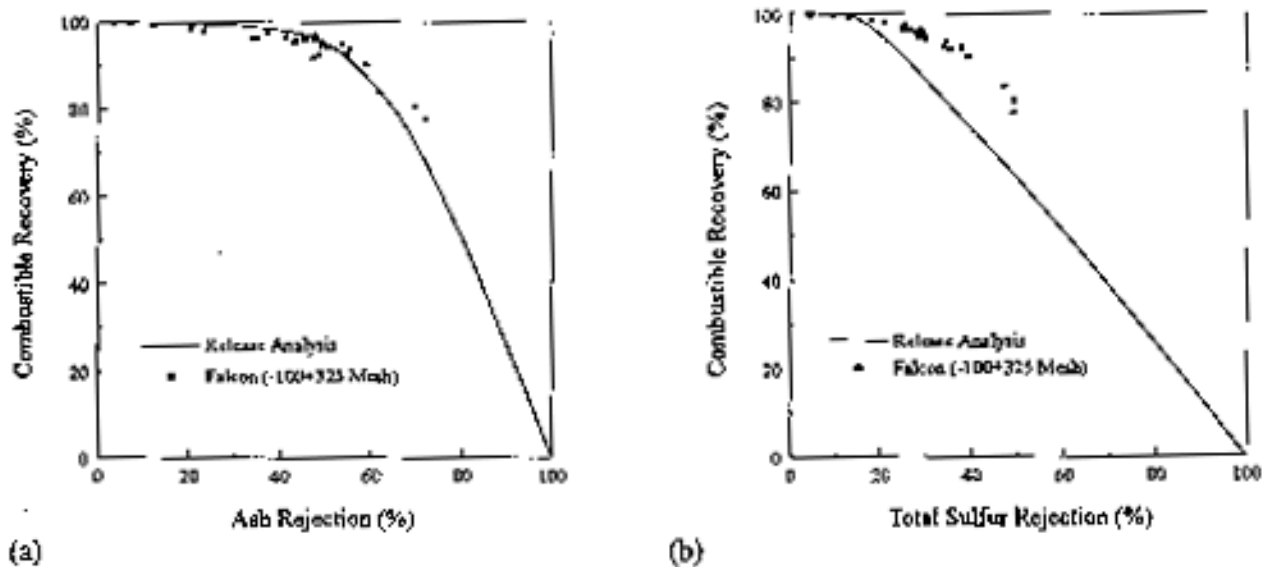 100
80
60
40
20
0
Combustible Recovery (%)
Release Analysis
Falcon (-100+325 Mesh)
0 20 40 60 80 100
Ash Rejection (%)
(a)
100
80
60
40
20
0
Combustible Recovery (%)
Release Analysis
Falcon (-100+325 Mesh)
0 20 40 60 80 100
Total Sulfur Rejection (%)
(b)